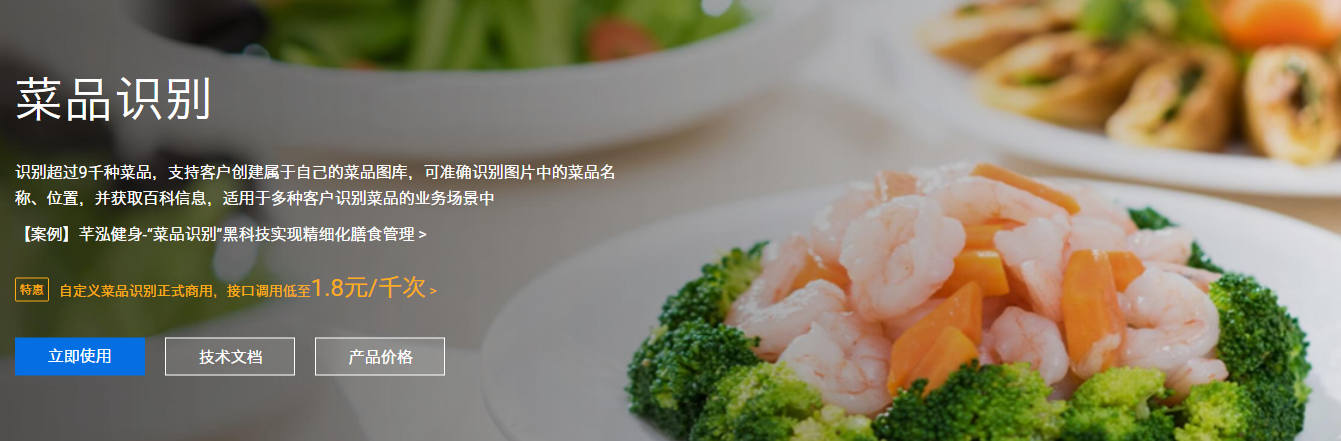 菜品识别
识别超过9千种菜品，支持客户创建属于自己的菜品图库，可准确识别图片中的菜品名
称、位置，并获取百科信息，适用于多种客户识别菜品的业务场景中
【案例】芊泓健身-“菜品识别”黑科技实现精细化膳食管理 >
特惠 自定义菜品识别正式商用，接口调用低至1.8元/千次 >
立即使用 技术文档 产品价格